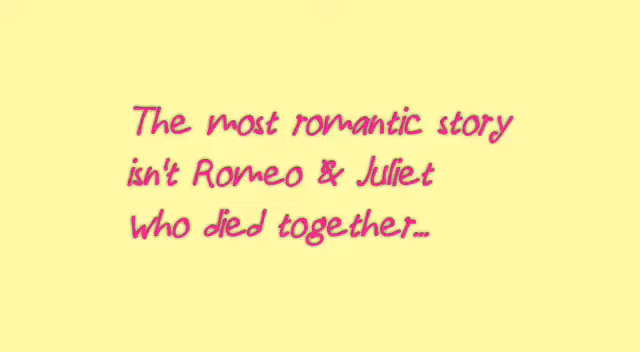 The most romantic story
isn't Romeo & Juliet
who died together...